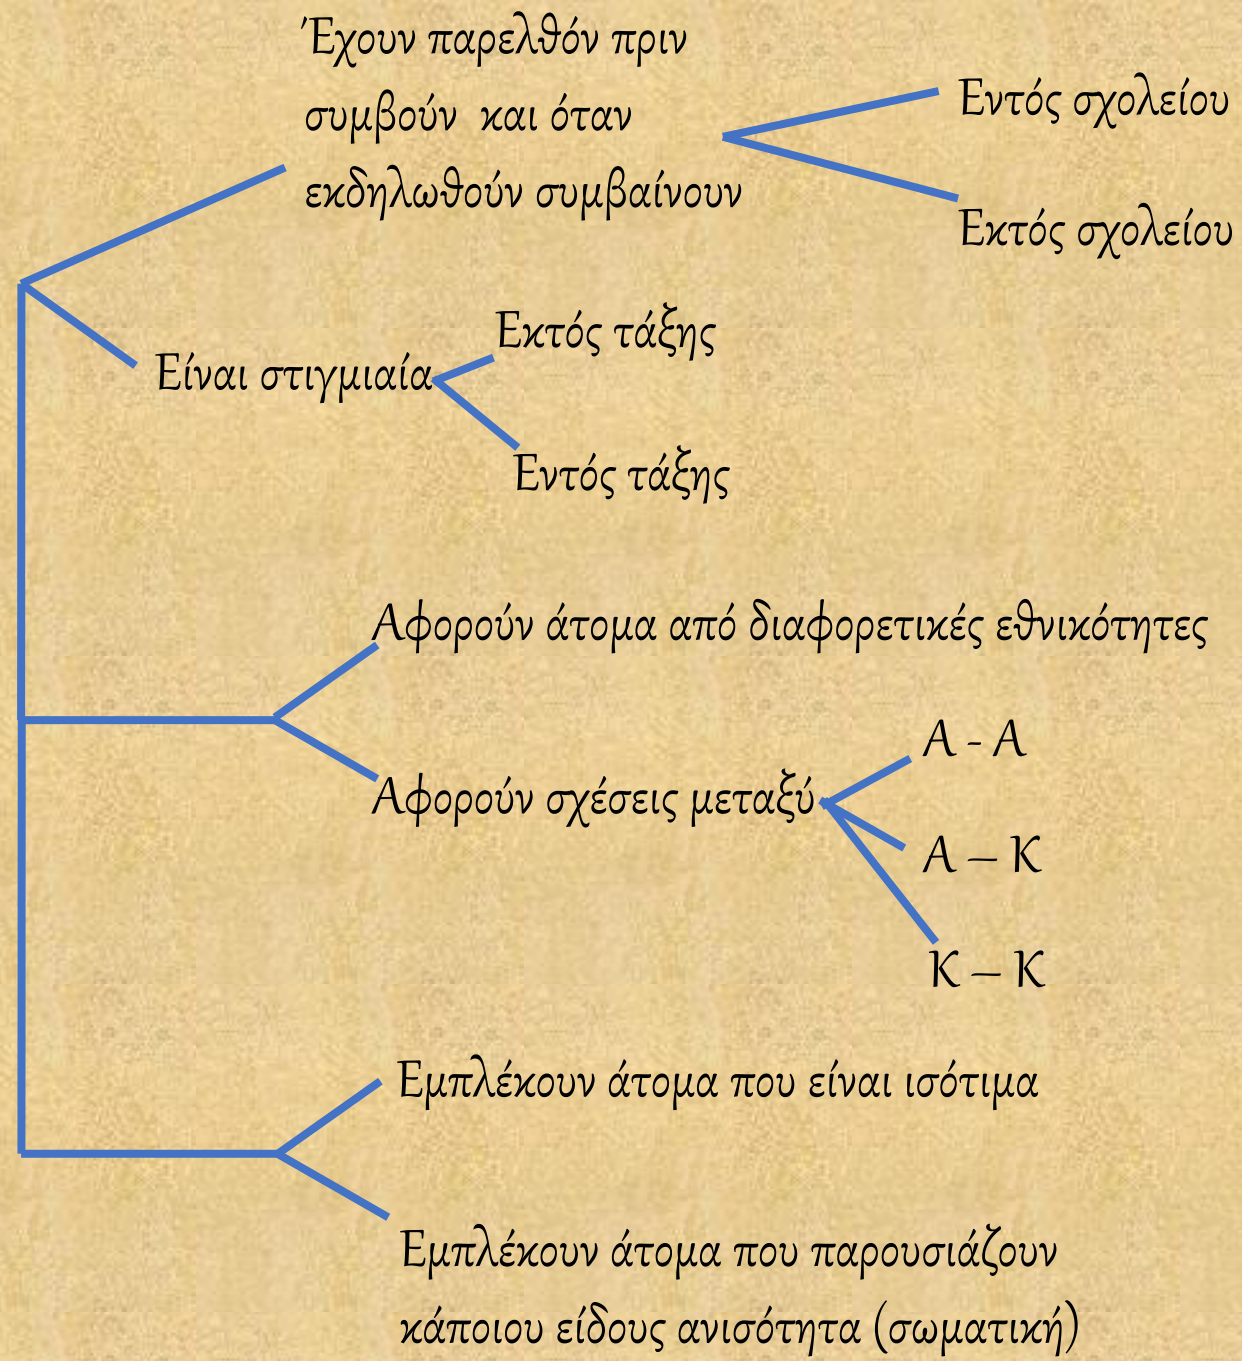 Έχουν παρελθόν πριν
συμβούν και όταν
εκδηλωθούν συμβαίνουν
Εντός σχολείου
Εκτός σχολείου
Είναι στιγμιαία
Εκτός τάξης
Εντός τάξης
Αφορούν άτομα από διαφορετικές εθνικότητες
Αφορούν σχέσεις μεταξύ
Α - Α
Α – Κ
Κ – Κ
Εμπλέκουν άτομα που είναι ισότιμα
Εμπλέκουν άτομα που παρουσιάζουν
κάποιου είδους ανισότητα (σωματική)